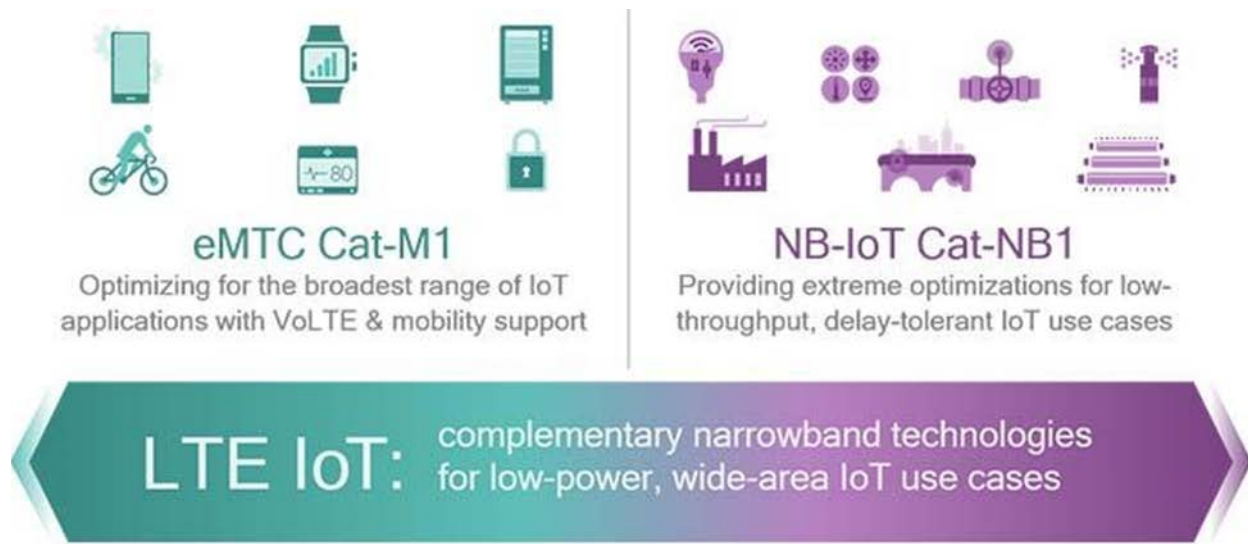 80
eMTC Cat-M1
Optimizing for the broadest range of IoT
applications with VoLTE & mobility support
NB-IoT Cat-NB1
Providing extreme optimizations for low-
throughput, delay-tolerant IoT use cases
LTE IoT:
complementary narrowband technologies
for low-power, wide-area IoT use cases